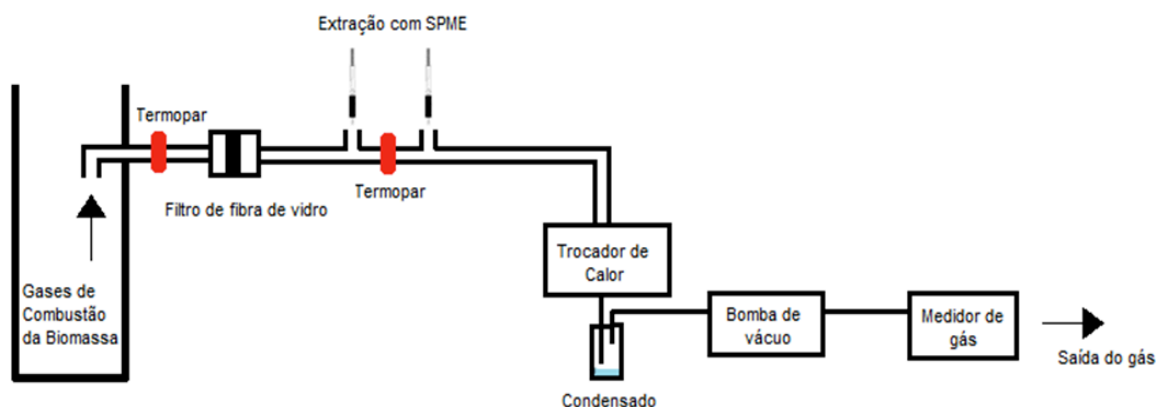 Extração com SPME
Termopar
Filtro de fibra de vidro
Termopar
Gases de
Combustão
da Biomassa
Trocador de
Calor
Condensado
Bomba de
vácuo
Medidor de
gás
Saída do gás